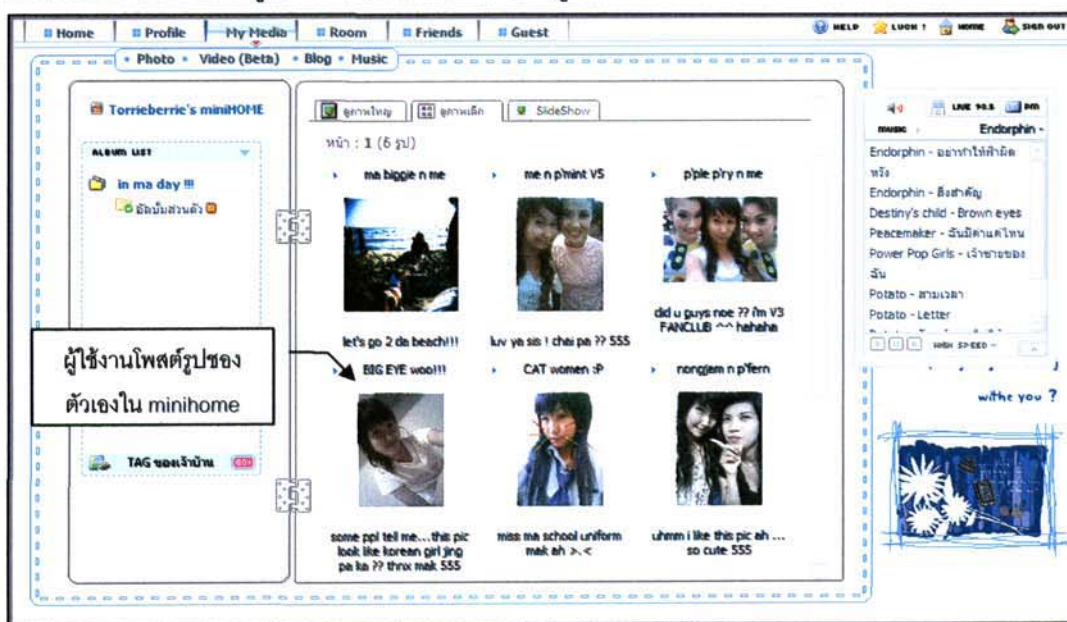 Home Profile My Media Room Friends Guest
HELP LUCK ! HOME SIGN OUT
Photo • Video (Beta) • Blog • Music
Torrieberrie's miniHOME
ALBUM LIST
in ma day !!!
อัลบั้มส่วนตัว
TAG ของเจ้าบ้าน
ผู้ใช้งานโพสต์รูปของ
ตัวเองใน minihome
ดูภาพใหญ่ ดูภาพเล็ก SlideShow
หน้า : 1 (6 รูป)
ma biggie n me
me n p'mint VS
p'ple p'ry n me
let's go 2 da beach!!!
luv ya sis ! chai pa ?? 555
did u guys noe ?? i'm V3
FANCLUB ^^ hahaha
BIG EYE woo!!!
CAT women :P
nongjam n p'fern
some ppl tell me...this pic
look like korean girl jing
pa ka ?? thnx mak 555
miss ma school uniform
mak ah >.<
uhmm i like this pic ah ...
so cute 555
LIVE 90.5 PM
MUSIC Endorphin -
Endorphin - อย่าทำให้ฟ้าผิด
หวัง
Endorphin - สิ่งสำคัญ
Destiny's child - Brown eyes
Peacemaker - ฉันมีค่าแค่ไหน
Power Pop Girls - เจ้าชายของ
ฉัน
Potato - สามเวลา
Potato - Letter
HIGH SPEED
withe you ?